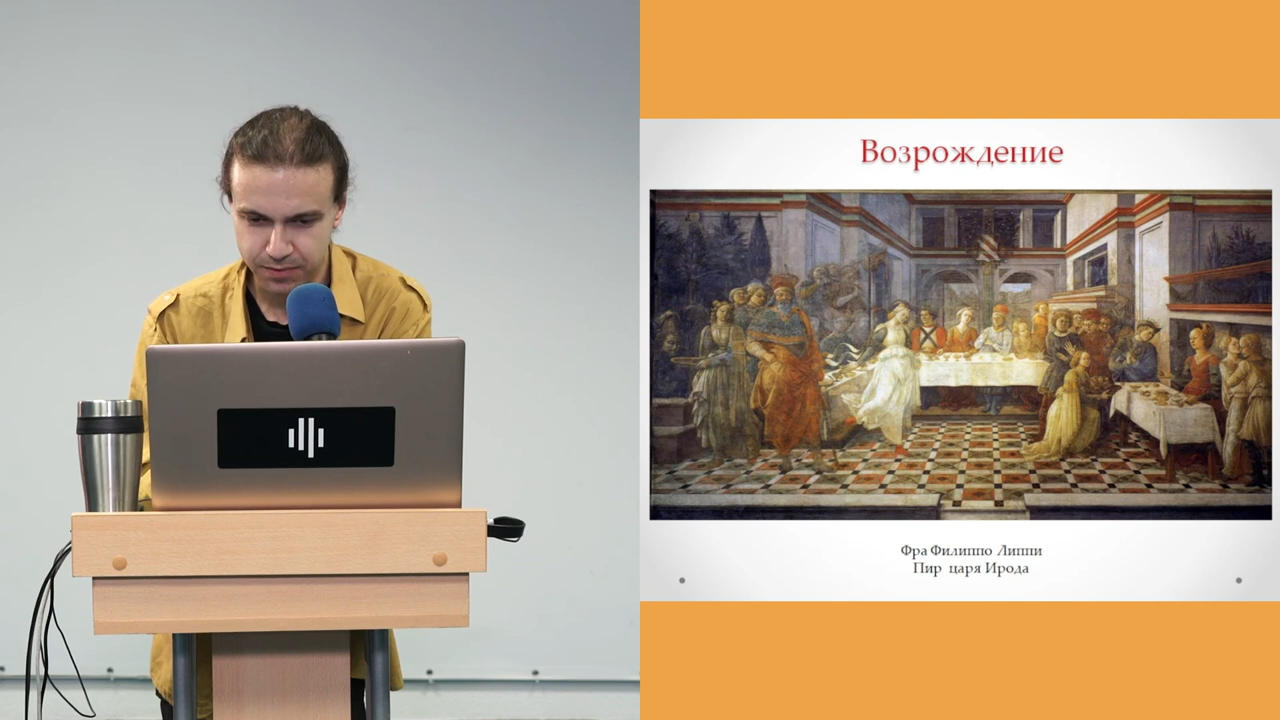 Возрождение
Фра Филиппо Липпи
Пир царя Ирода